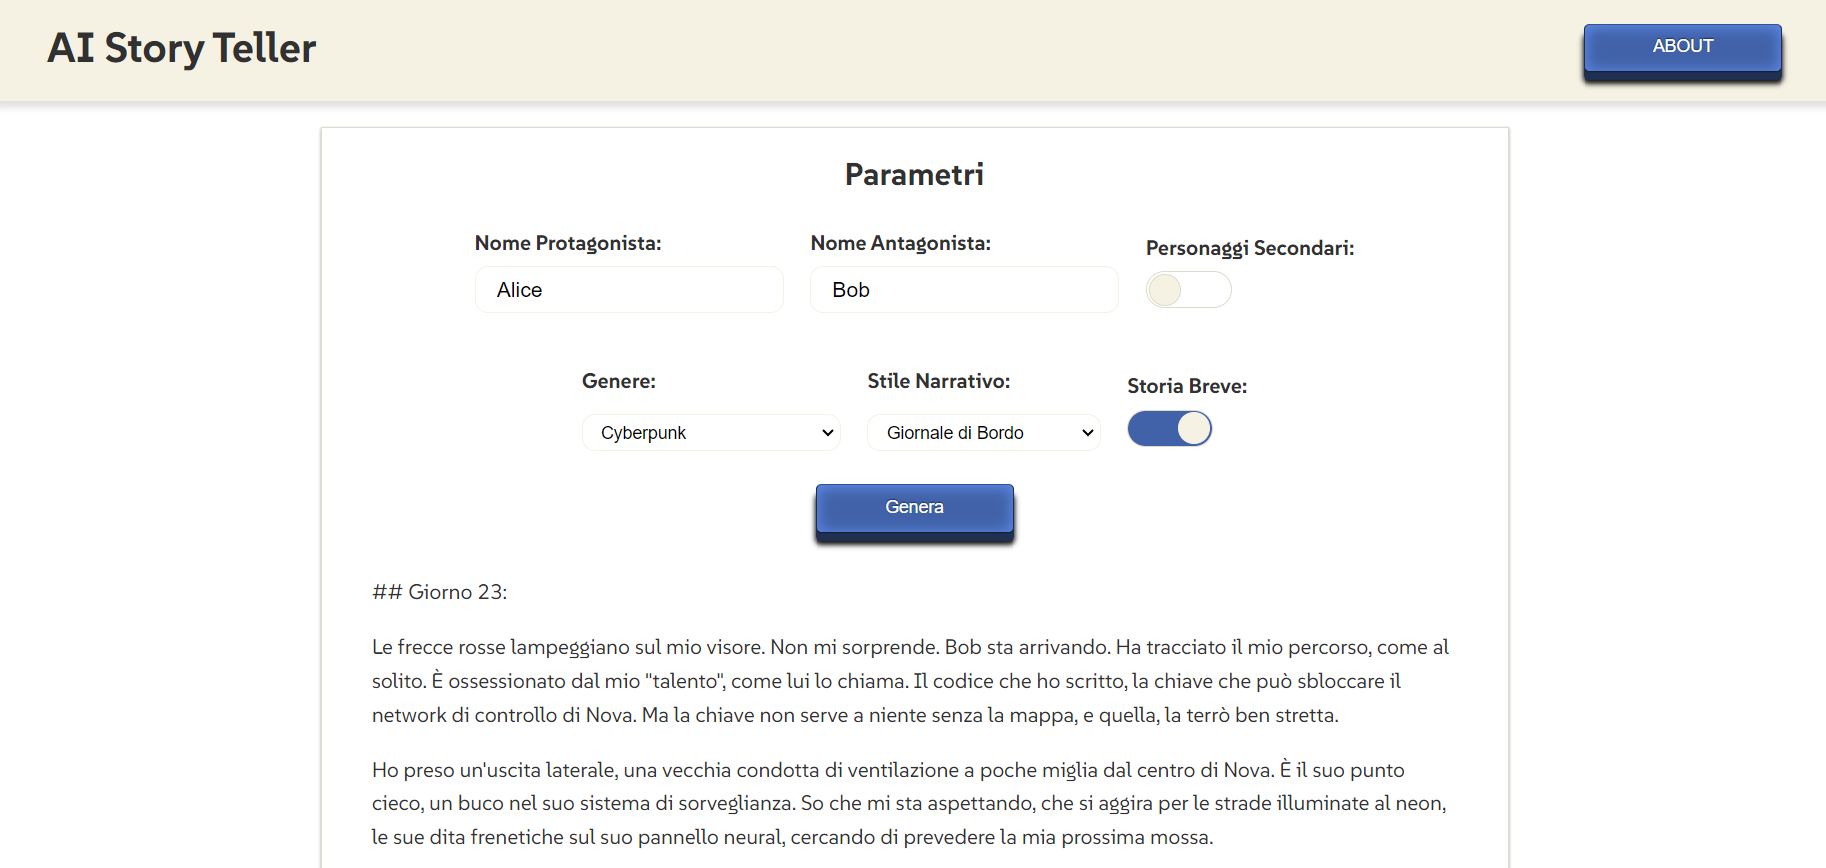 AI Story Teller
ABOUT
Parametri
Nome Protagonista:
Nome Antagonista:
Personaggi Secondari:
Alice
Bob
Genere:
Stile Narrativo:
Storia Breve:
Cyberpunk
Giornale di Bordo
Genera
## Giorno 23:
Le frecce rosse lampeggiano sul mio visore. Non mi sorprende. Bob sta arrivando. Ha tracciato il mio percorso, come al
solito. È ossessionato dal mio "talento", come lui lo chiama. Il codice che ho scritto, la chiave che può sbloccare il
network di controllo di Nova. Ma la chiave non serve a niente senza la mappa, e quella, la terrò ben stretta.
Ho preso un'uscita laterale, una vecchia condotta di ventilazione a poche miglia dal centro di Nova. È il suo punto
cieco, un buco nel suo sistema di sorveglianza. So che mi sta aspettando, che si aggira per le strade illuminate al neon,
le sue dita frenetiche sul suo pannello neural, cercando di prevedere la mia prossima mossa.